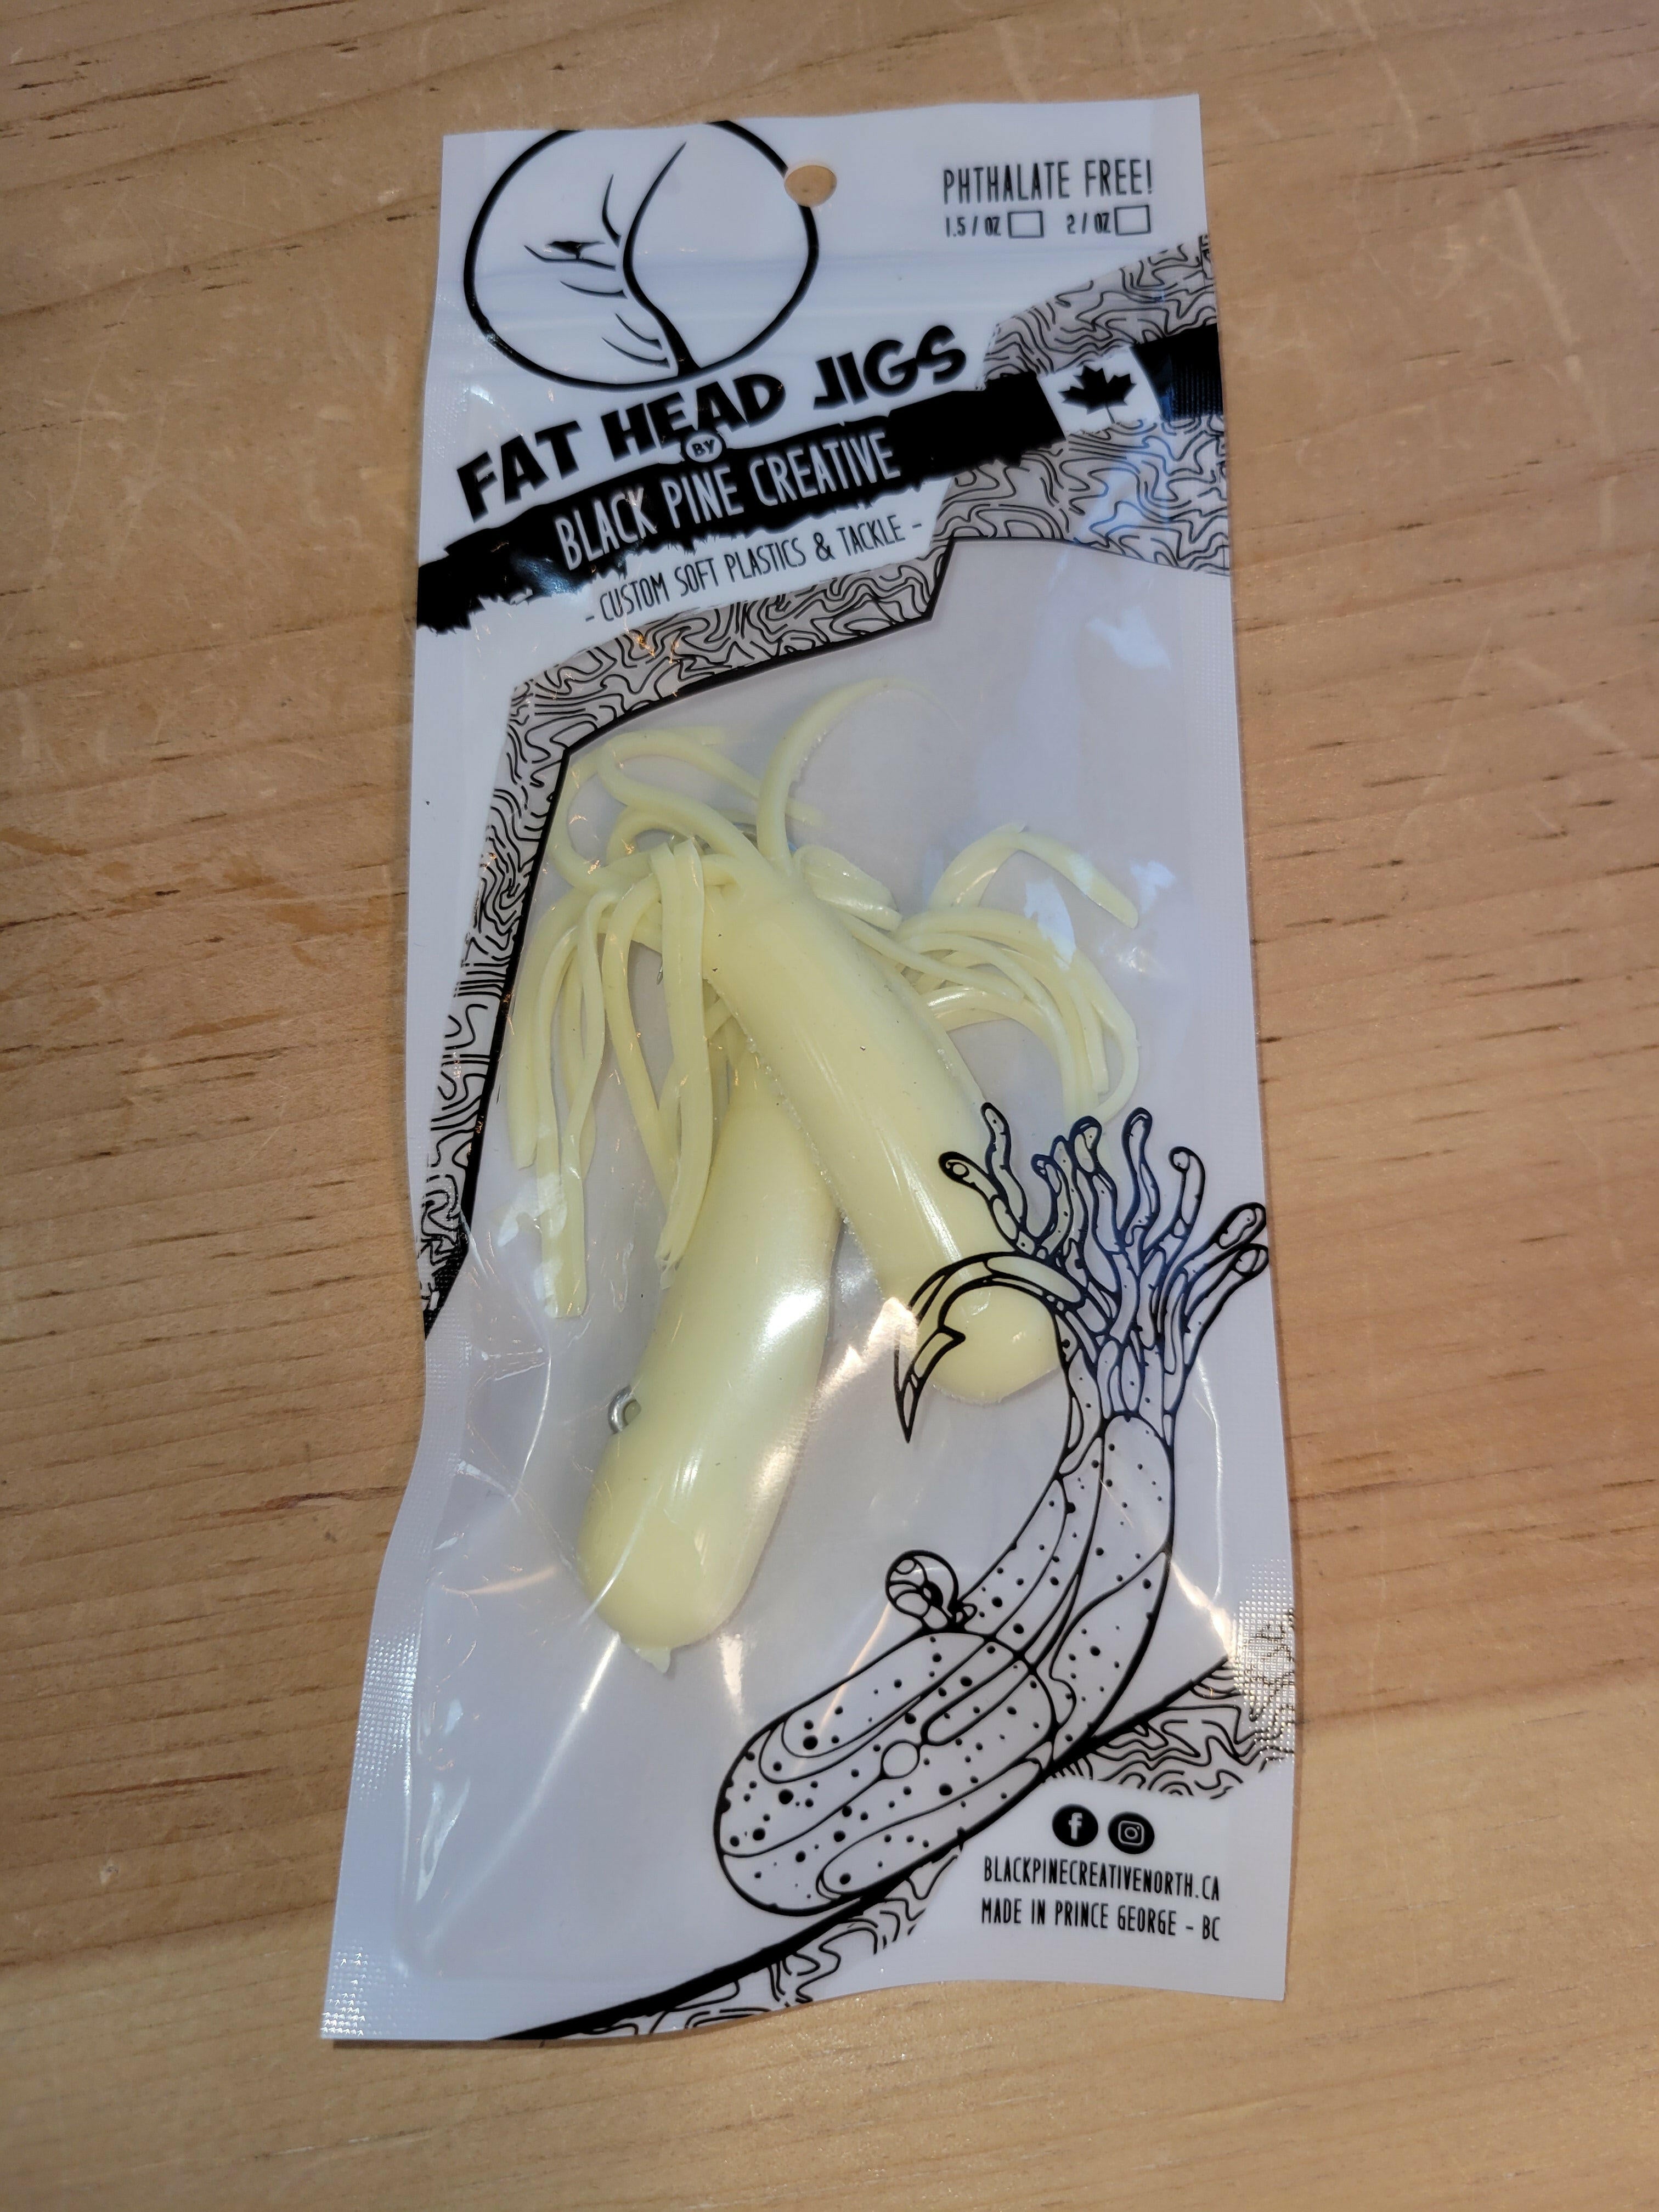 PHTHALATE FREE!
1.5 / OZ 2 / OZ
FAT HEAD JIGS
BY
BLACK PINE CREATIVE
- CUSTOM SOFT PLASTICS & TACKLE -
f
BLACKPINECREATIVENORTH.CA
MADE IN PRINCE GEORGE - BC